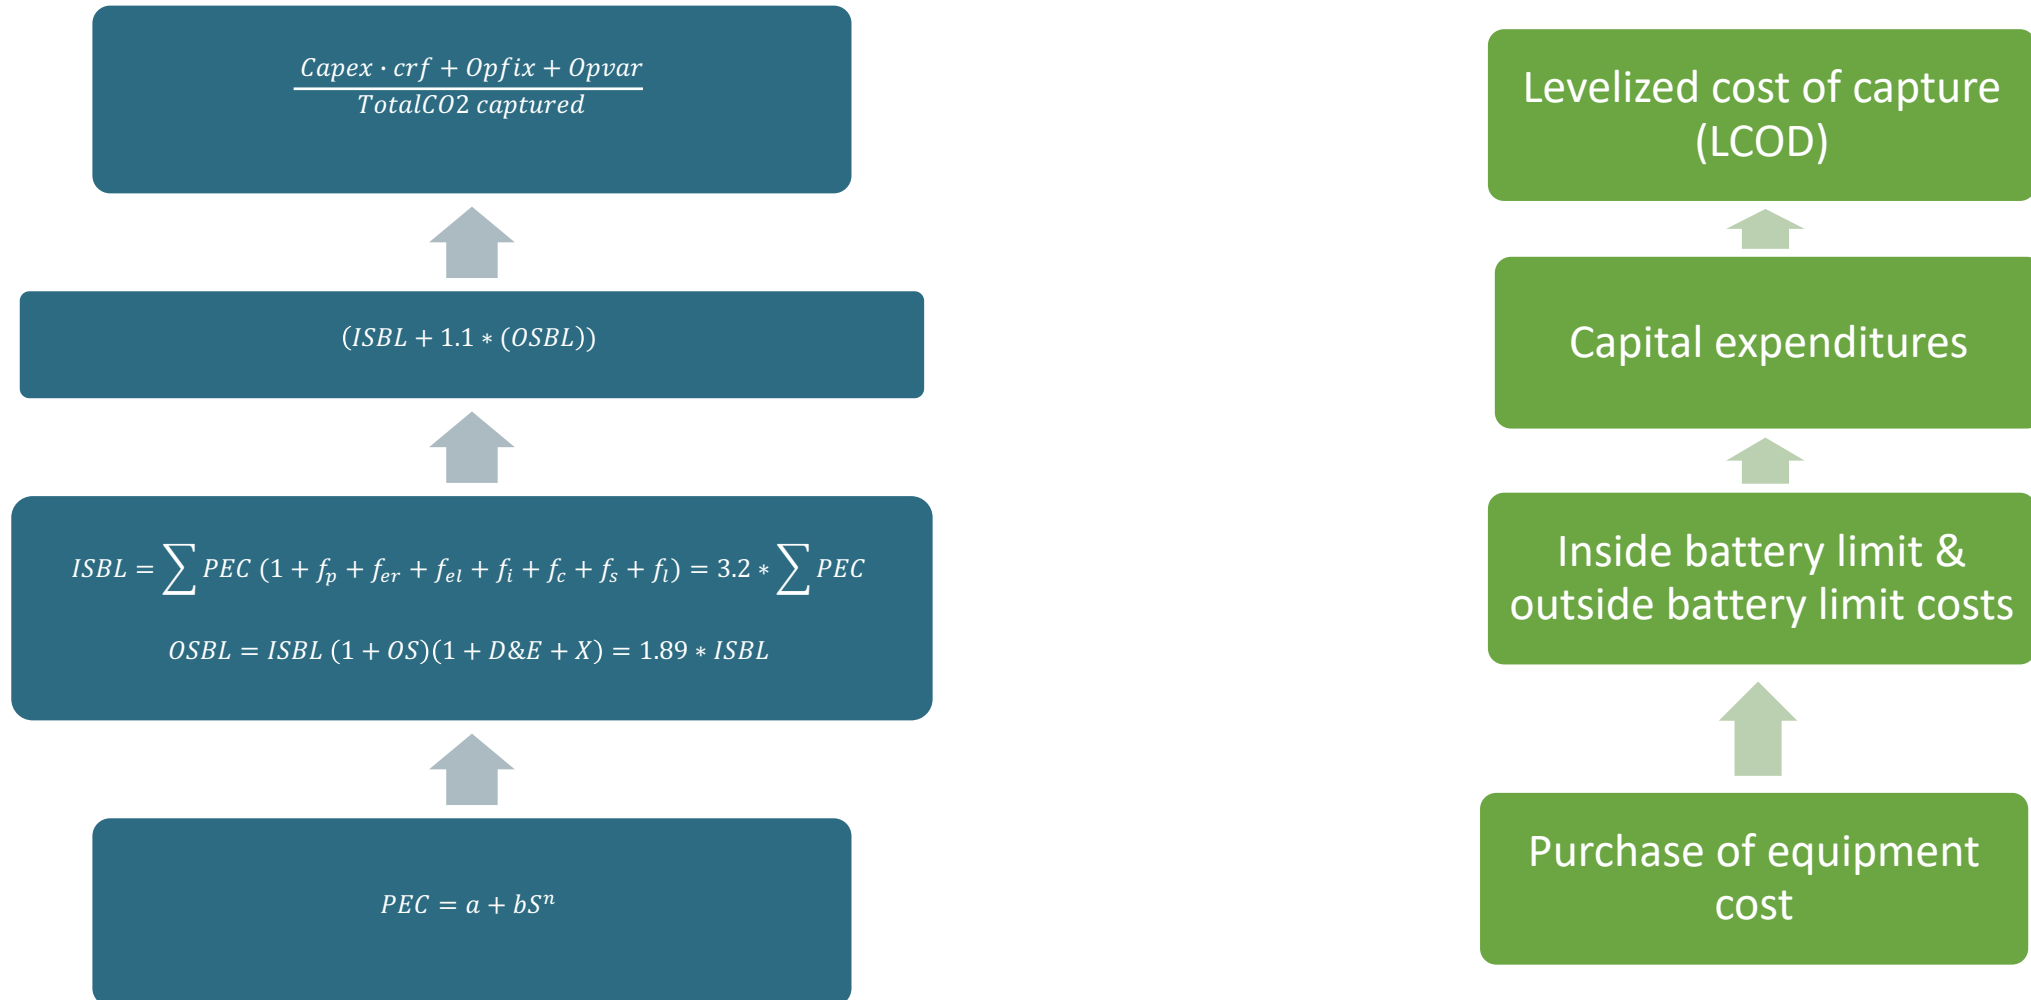 Capex · crf + Opfix + Opvar
TotalCO2 captured
(ISBL + 1.1 * (OSBL))
ISBL = ∑ PEC (1 + f_p + f_er + f_el + f_i + f_c + f_s + f_l) = 3.2 * ∑ PEC
OSBL = ISBL (1 + OS)(1 + D&E + X) = 1.89 * ISBL
PEC = a + bS^n
Levelized cost of capture
(LCOD)
Capital expenditures
Inside battery limit &
outside battery limit costs
Purchase of equipment
cost